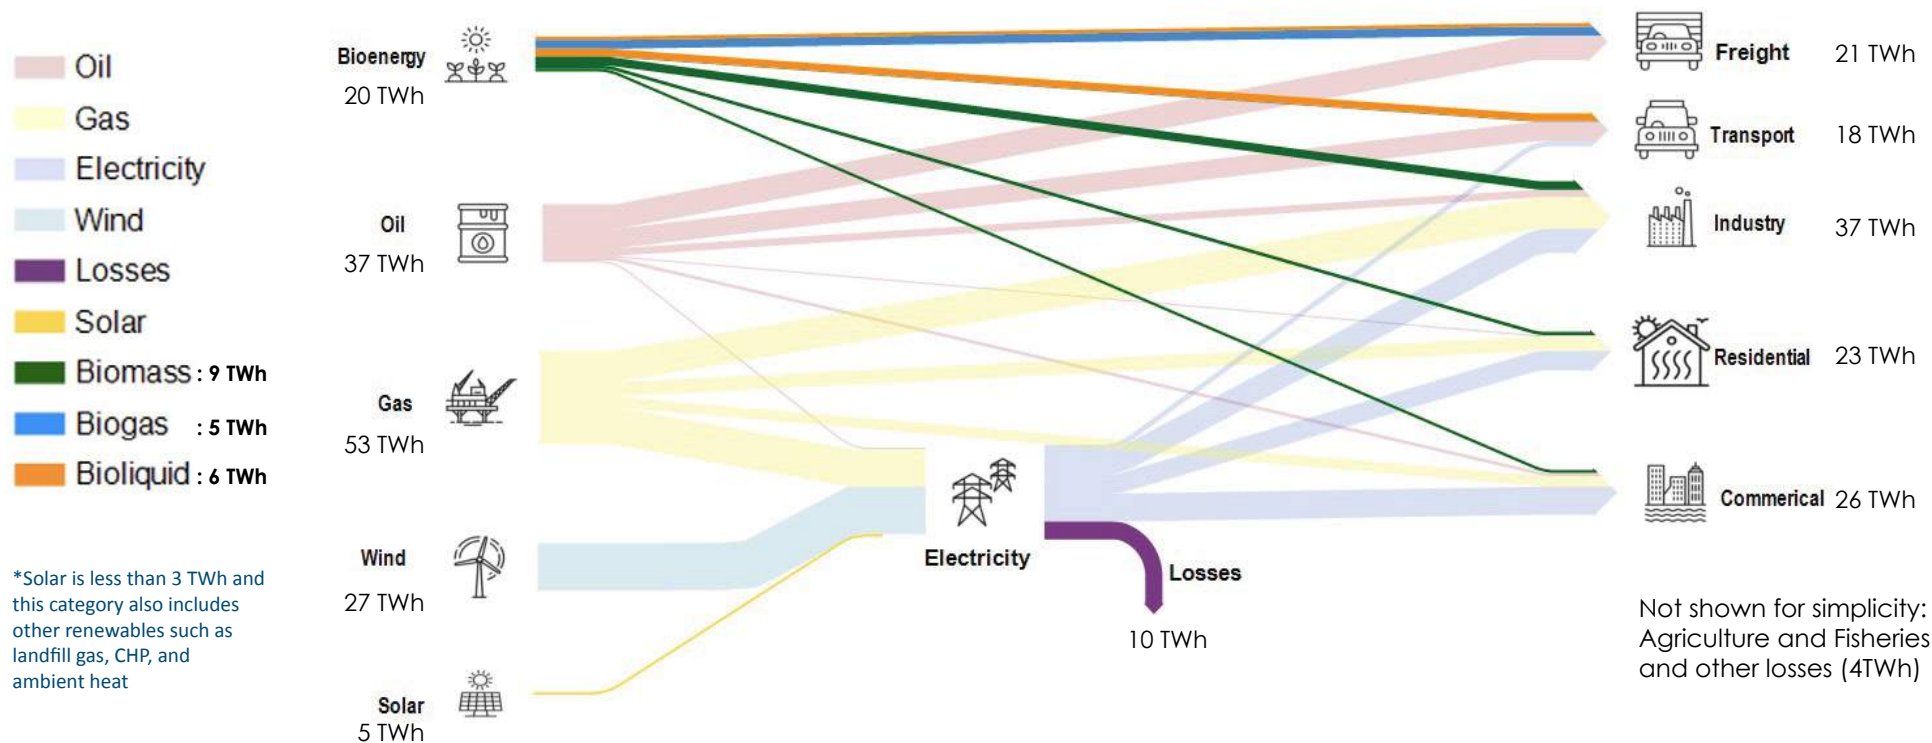 Oil
Gas
Electricity
Wind
Losses
Solar
Biomass : 9 TWh
Biogas : 5 TWh
Bioliquid : 6 TWh
*Solar is less than 3 TWh and
this category also includes
other renewables such as
landfill gas, CHP, and
ambient heat
Bioenergy
20 TWh
Oil
37 TWh
Gas
53 TWh
Wind
27 TWh
Solar
5 TWh
Electricity
Losses
10 TWh
Freight 21 TWh
Transport 18 TWh
Industry 37 TWh
Residential 23 TWh
Commerical 26 TWh
Not shown for simplicity:
Agriculture and Fisheries
and other losses (4TWh)